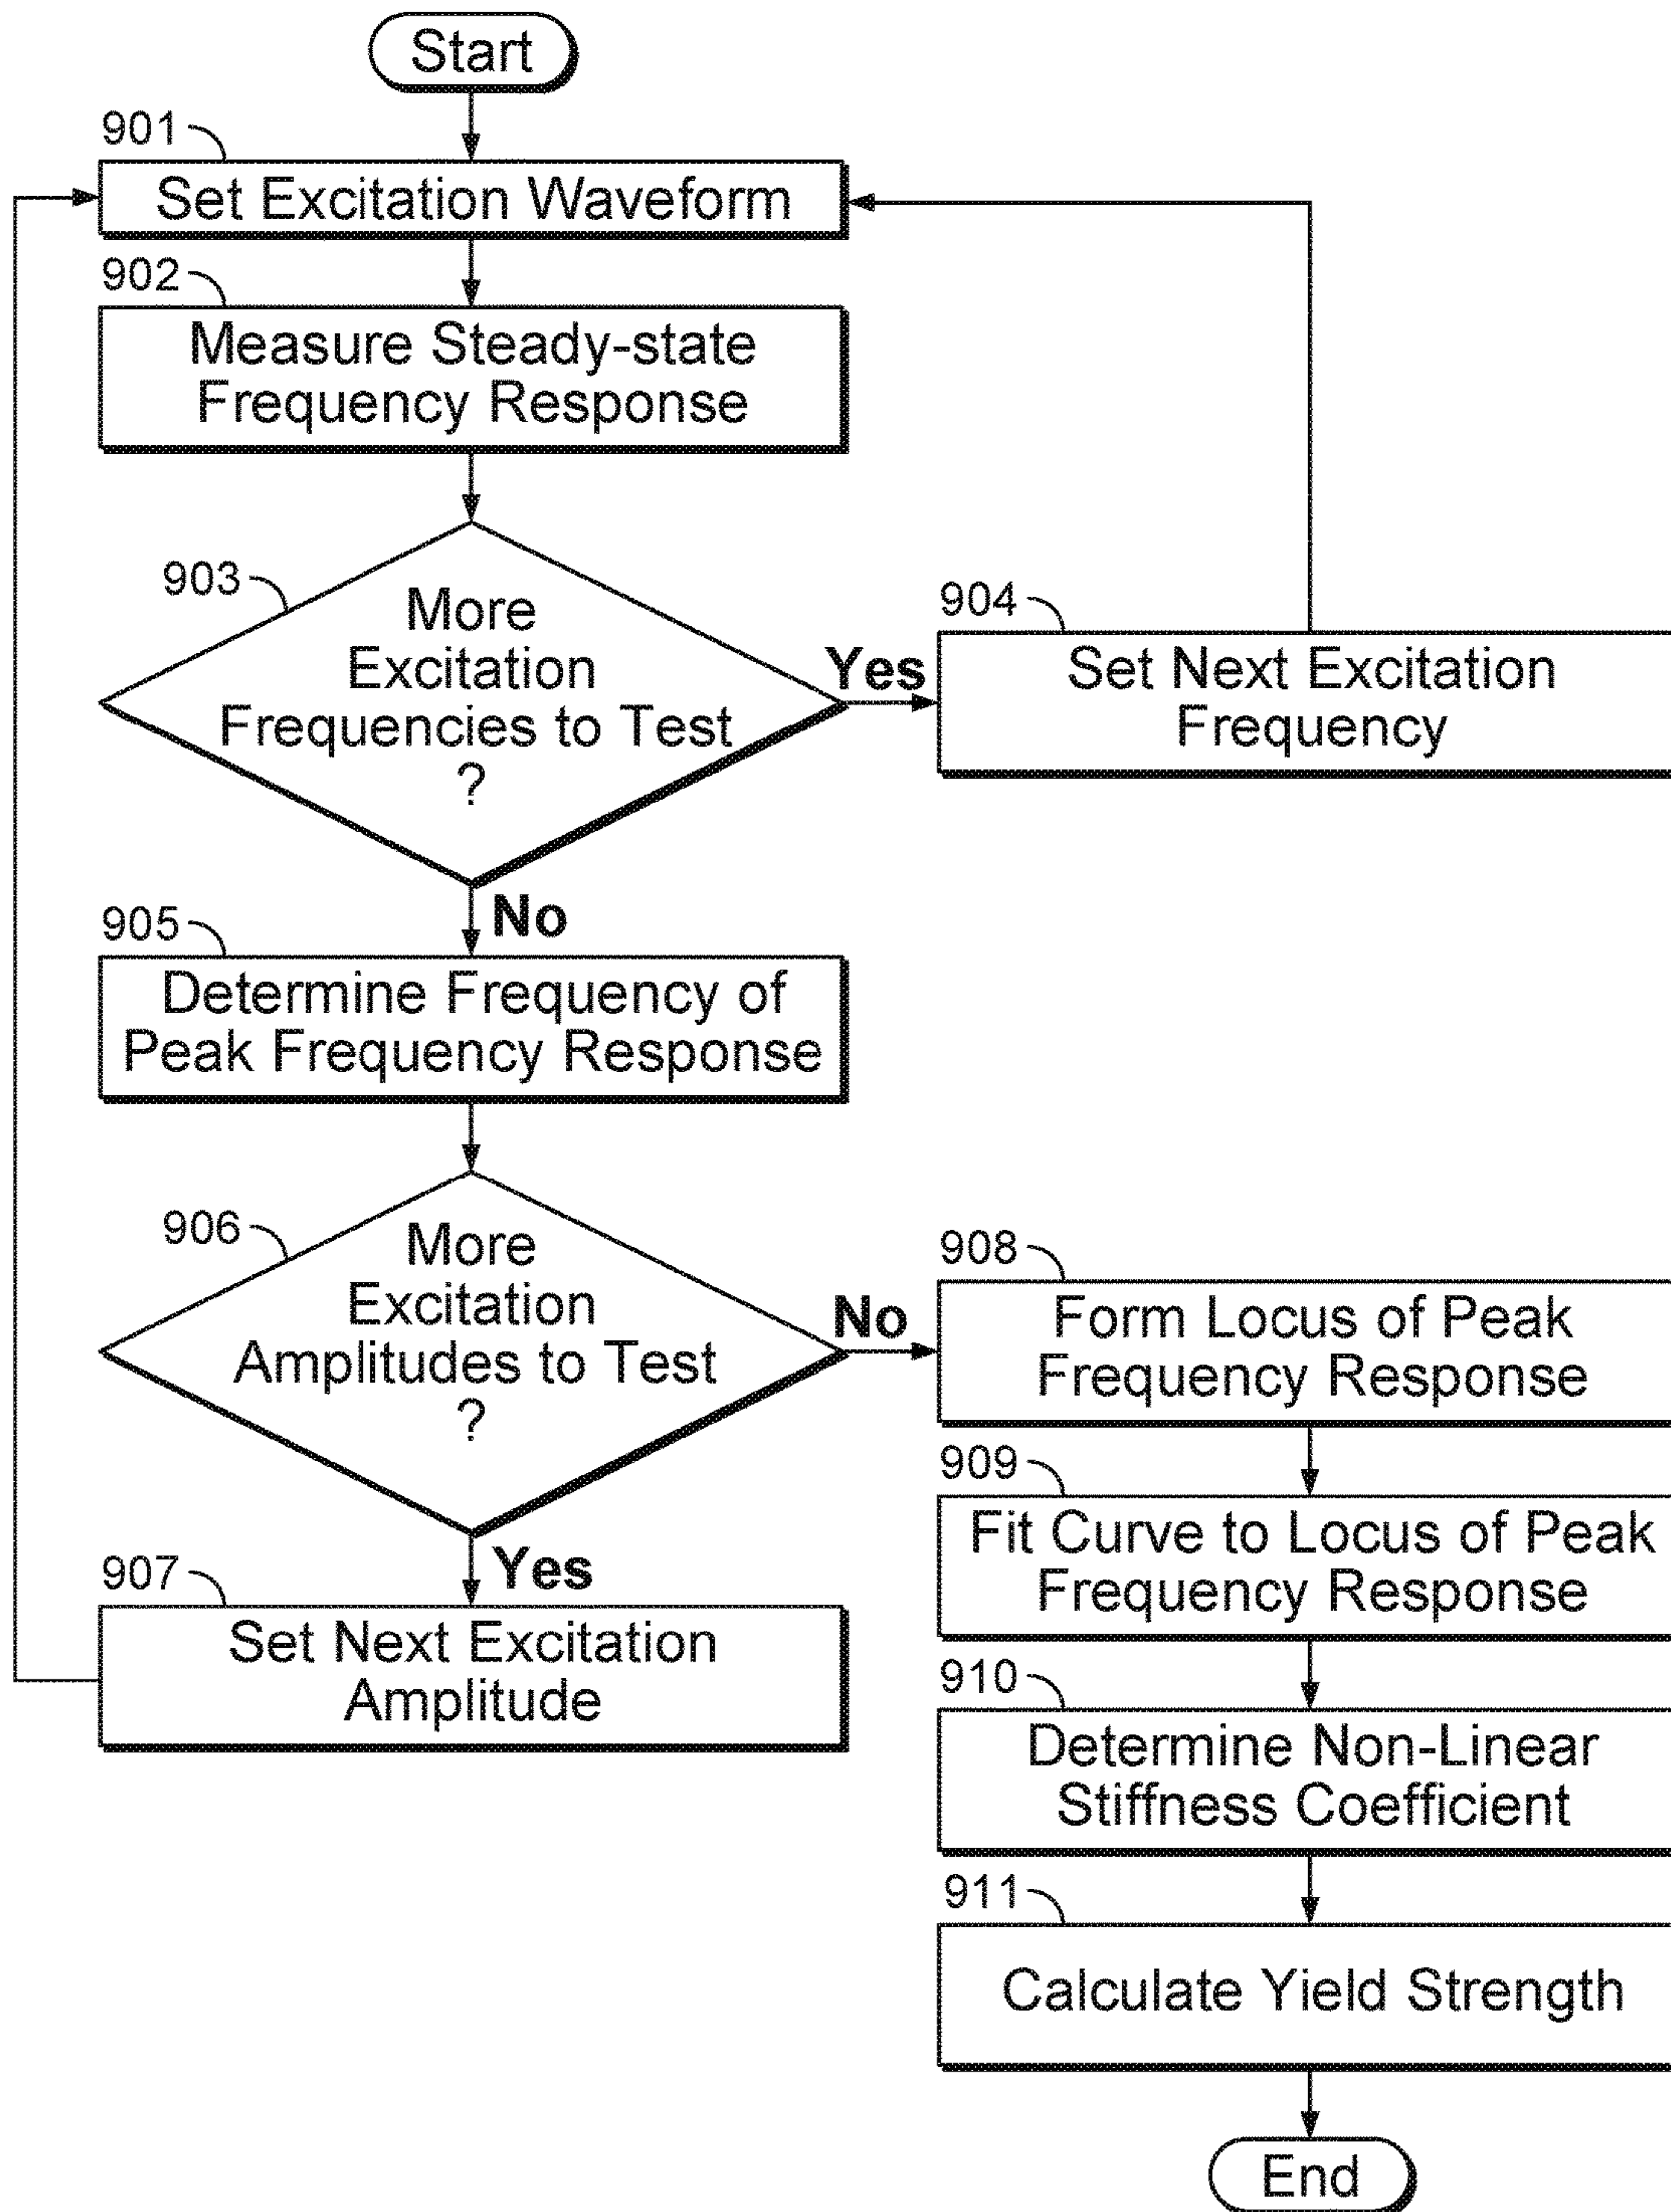 Start
901
Set Excitation Waveform
902
Measure Steady-state
Frequency Response
903
More
Excitation
Frequencies to Test
?
Yes
904
Set Next Excitation
Frequency
No
905
Determine Frequency of
Peak Frequency Response
906
More
Excitation
Amplitudes to Test
?
Yes
907
Set Next Excitation
Amplitude
No
908
Form Locus of Peak
Frequency Response
909
Fit Curve to Locus of Peak
Frequency Response
910
Determine Non-Linear
Stiffness Coefficient
911
Calculate Yield Strength
End